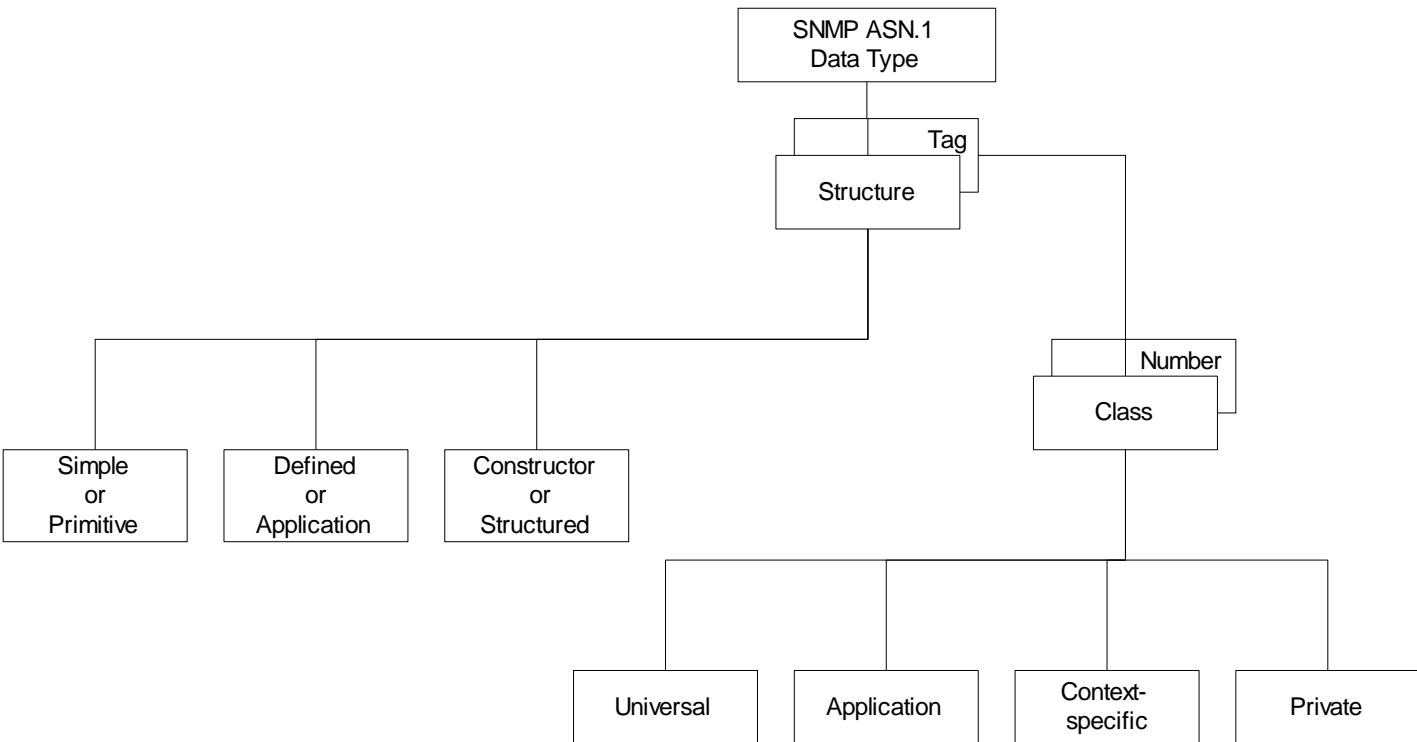 SNMP ASN.1
Data Type
Tag
Structure
Number
Class
Simple
or
Primitive
Defined
or
Application
Constructor
or
Structured
Universal
Application
Context-
specific
Private